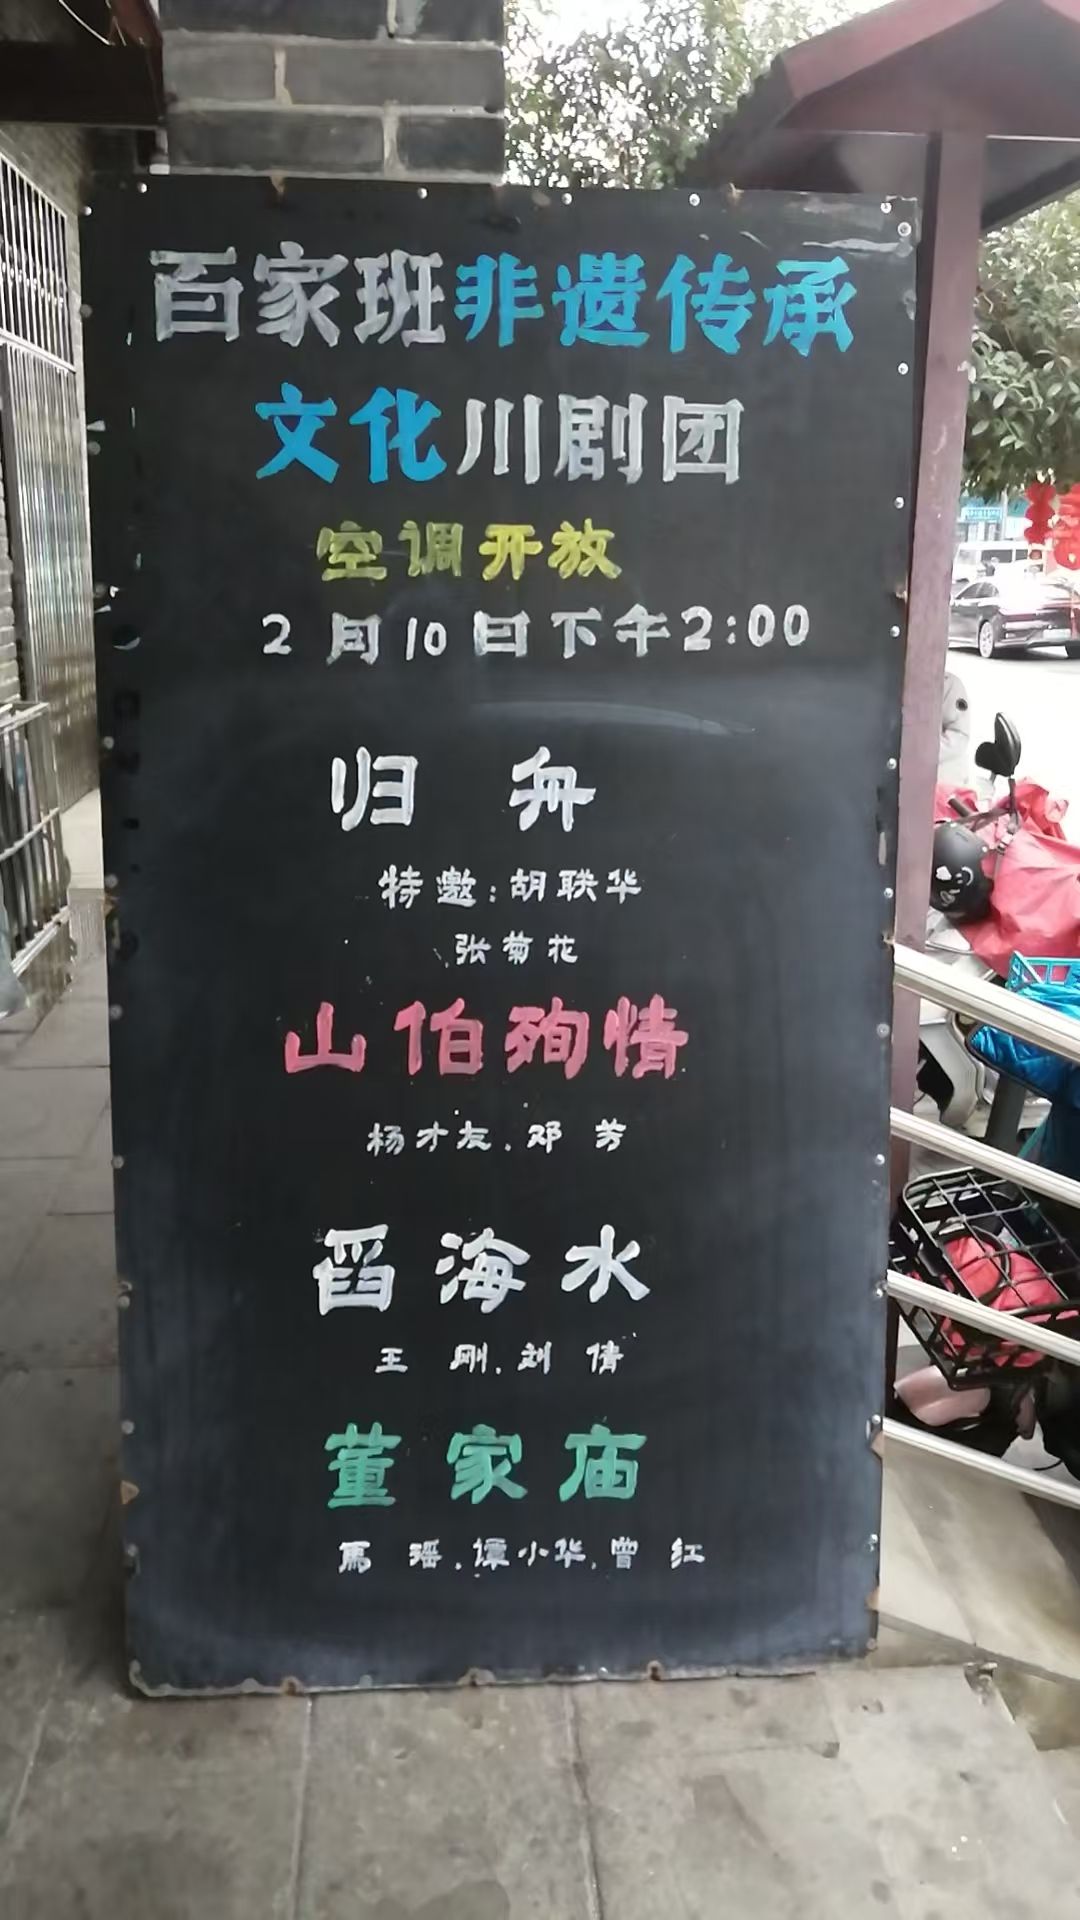 百家班非遗传承
文化川剧团
空调开放
2月10日下午2:00
归舟
特邀:胡联华
张菊花
山伯殉情
杨才友.邓芳
舀海水
王刚.刘倩
董家庙
马瑶.谭小华.曾红